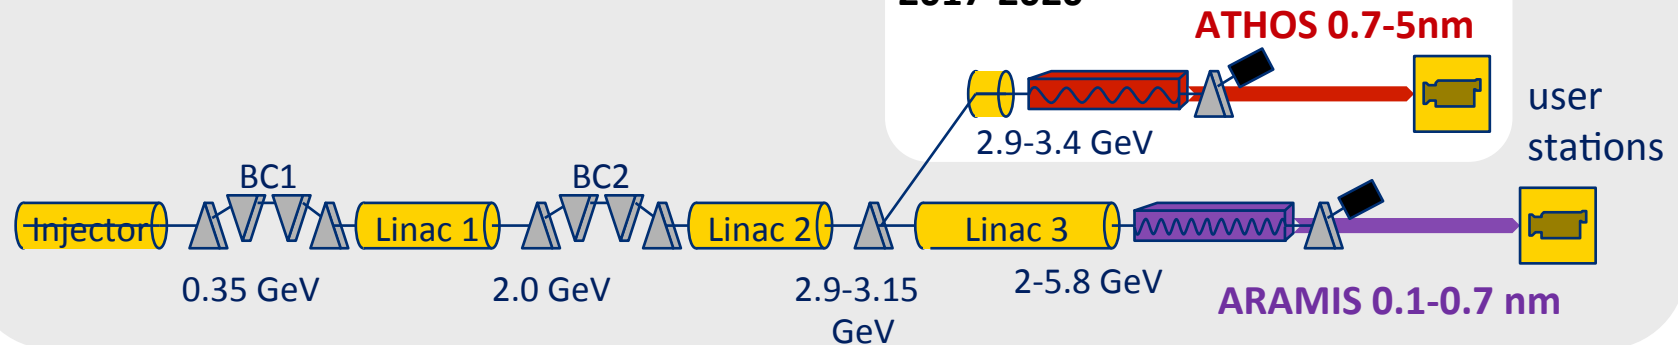 ATHOS 0.7-5nm
2.9-3.4 GeV
user
stations
BC1
BC2
Injector
Linac 1
Linac 2
Linac 3
0.35 GeV
2.0 GeV
2.9-3.15
GeV
2-5.8 GeV
ARAMIS 0.1-0.7 nm